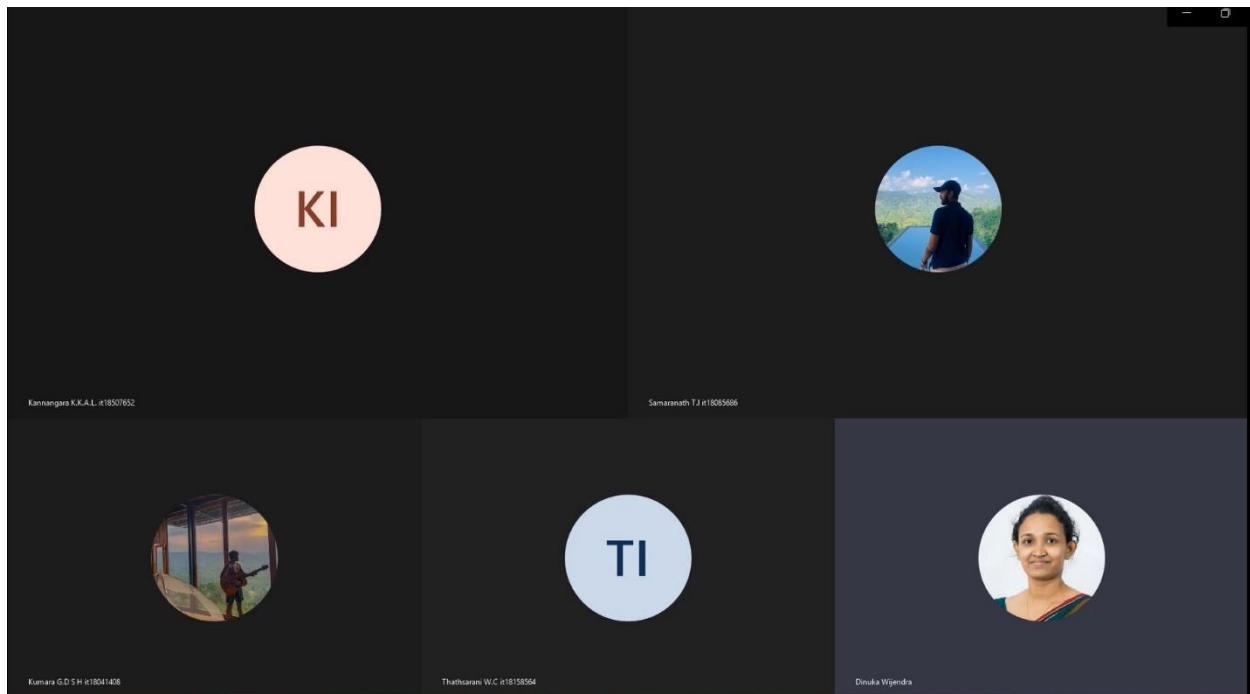 KI
Kannangara K.K.A.L. it18507652
Samaranath T.J it18085686
Kumara G.D S H it18041408
TI
Thathsarani W.C it18158564
Dinuka Wijendra